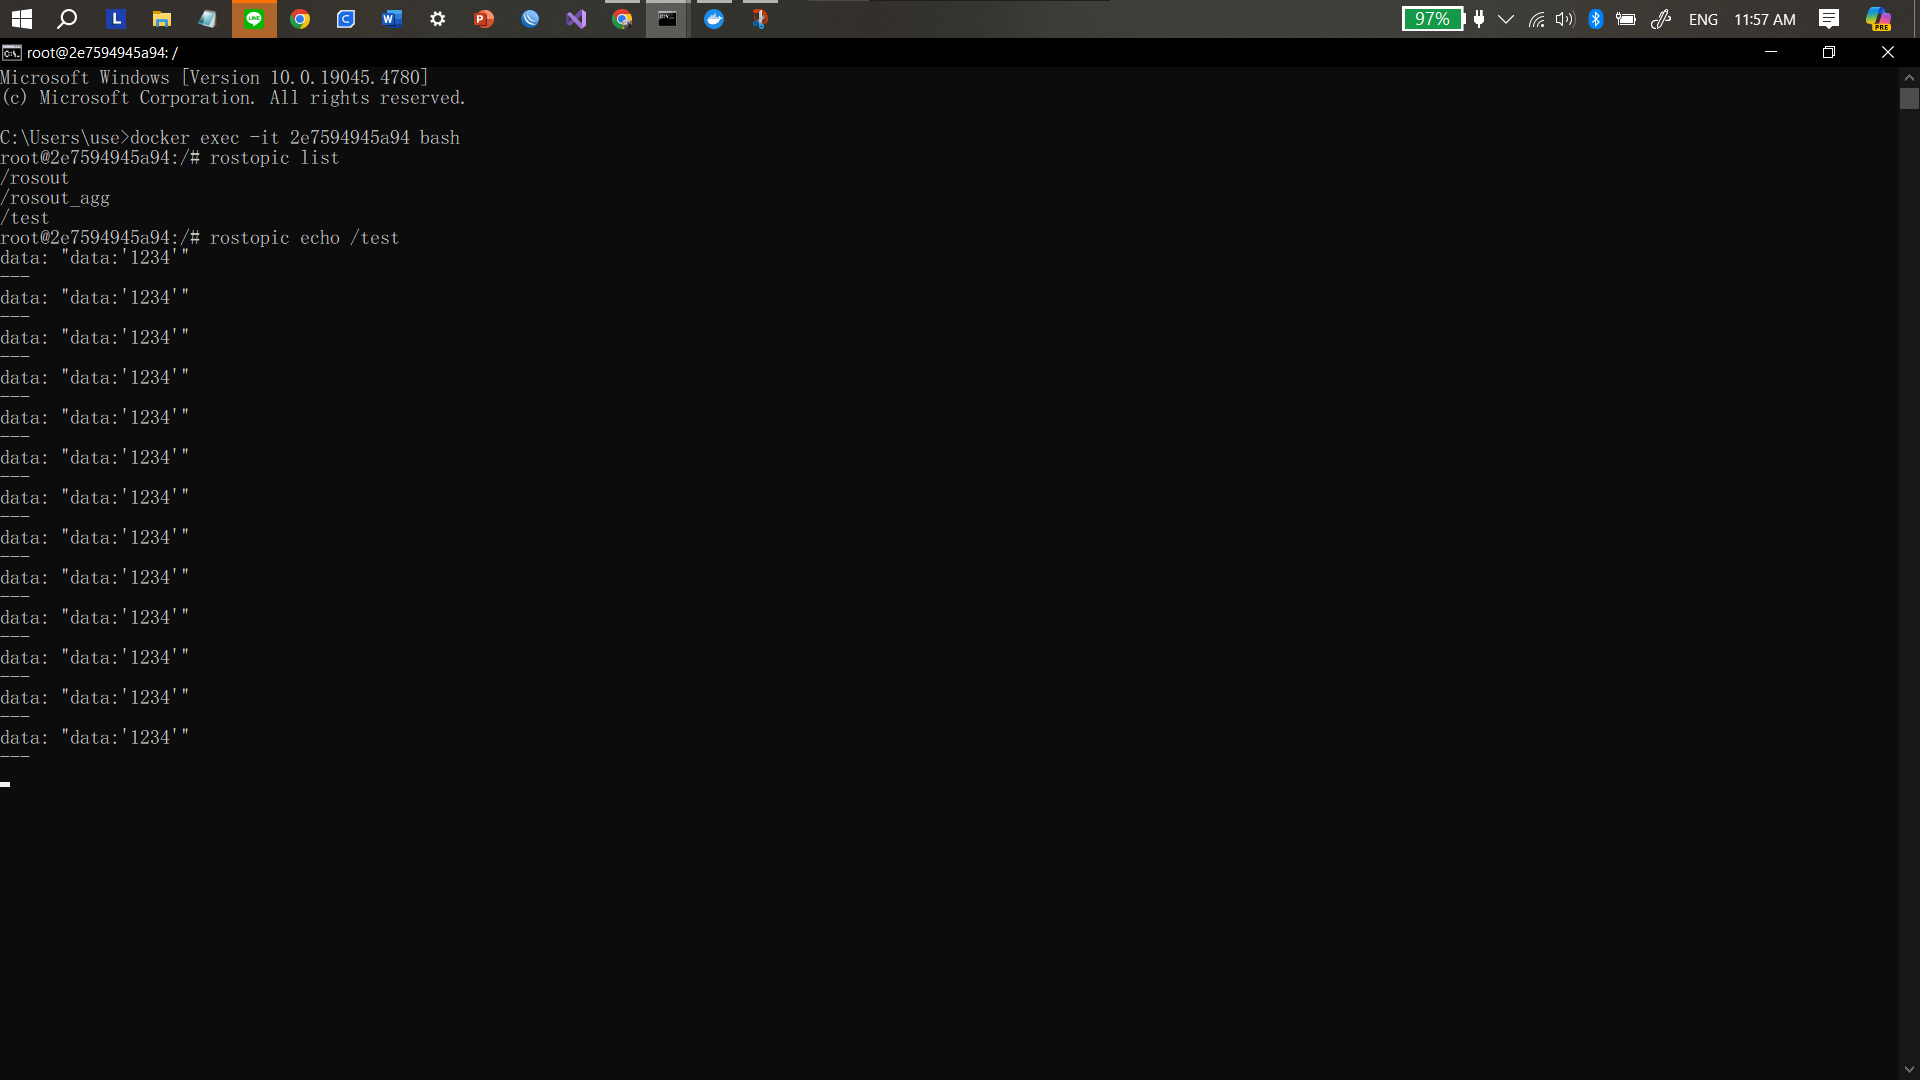 97%
ENG
11:57 AM
root@2e7594945a94: /
Microsoft Windows [Version 10.0.19045.4780]
(c) Microsoft Corporation. All rights reserved.
C:\Users\use>docker exec -it 2e7594945a94 bash
root@2e7594945a94:/# rostopic list
/rosout
/rosout_agg
/test
root@2e7594945a94:/# rostopic echo /test
data: "data:'1234'"
---
data: "data:'1234'"
---
data: "data:'1234'"
---
data: "data:'1234'"
---
data: "data:'1234'"
---
data: "data:'1234'"
---
data: "data:'1234'"
---
data: "data:'1234'"
---
data: "data:'1234'"
---
data: "data:'1234'"
---
data: "data:'1234'"
---
data: "data:'1234'"
---
data: "data:'1234'"
---